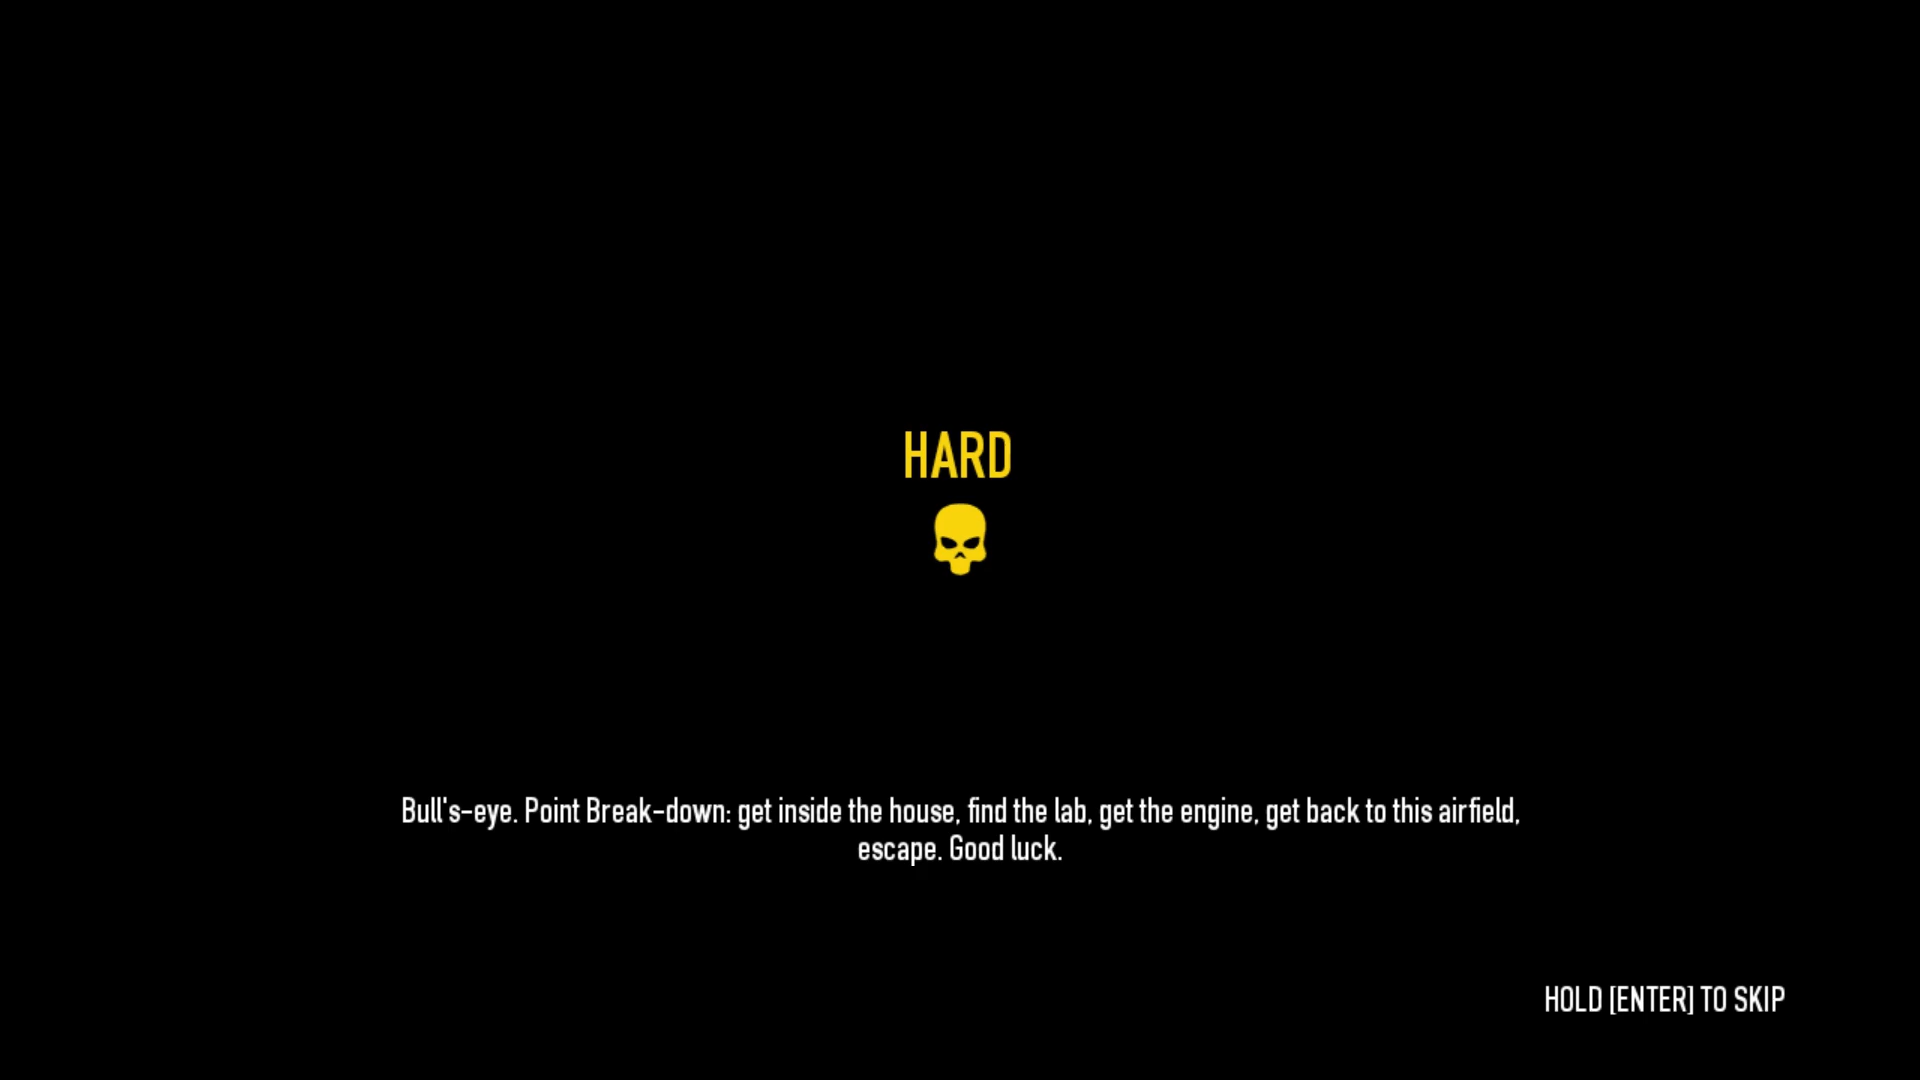 HARD
Bull's-eye. Point Break-down: get inside the house, find the lab, get the engine, get back to this airfield,
escape. Good luck.
HOLD [ENTER] TO SKIP